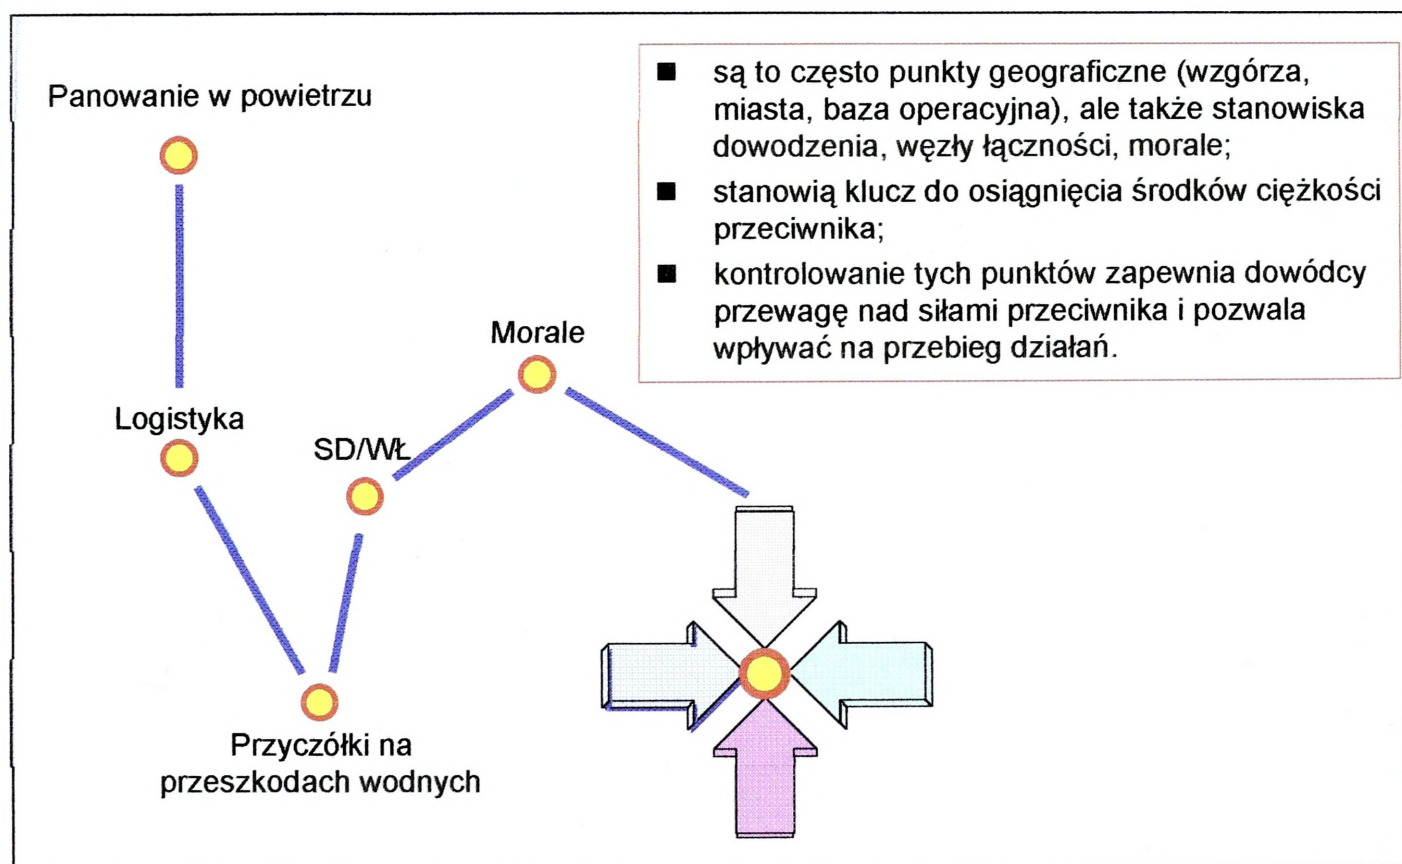 Panowanie w powietrzu
■ są to często punkty geograficzne (wzgórza,
miasta, baza operacyjna), ale także stanowiska
dowodzenia, węzły łączności, morale;
■ stanowią klucz do osiągnięcia środków ciężkości
przeciwnika;
■ kontrolowanie tych punktów zapewnia dowódcy
przewagę nad siłami przeciwnika i pozwala
wpływać na przebieg działań.
Morale
Logistyka
SD/WŁ
Przyczółki na
przeszkodach wodnych